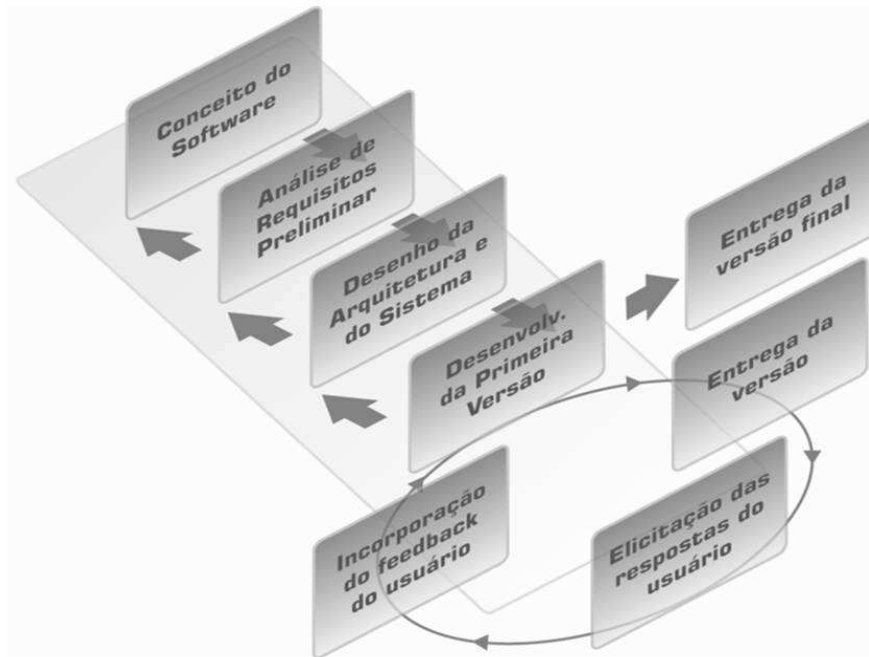 Conceito do
Software
Análise de
Requisitos
Preliminar
Desenho da
Arquitetura e
do Sistema
Desenvolv.
da Primeira
Versão
Entrega da
versão final
Entrega da
versão
Elicitação das
respostas do
usuário
Incorporação
do feedback
do usuário